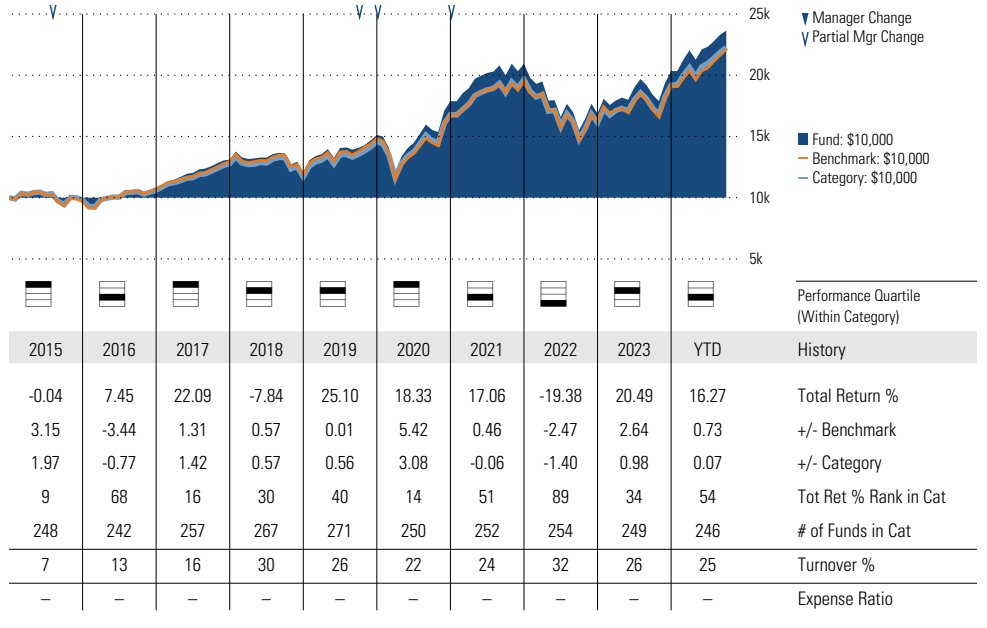 25k
20k
15k
10k
5k
Manager Change
Partial Mgr Change
Fund: $10,000
Benchmark: $10,000
Category: $10,000
Performance Quartile
(Within Category)
2015 2016 2017 2018 2019 2020 2021 2022 2023 YTD History
-0.04 7.45 22.09 -7.84 25.10 18.33 17.06 -19.38 20.49 16.27 Total Return %
3.15 -3.44 1.31 0.57 0.01 5.42 0.46 -2.47 2.64 0.73 +/- Benchmark
1.97 -0.77 1.42 0.57 0.56 3.08 -0.06 -1.40 0.98 0.07 +/- Category
9 68 16 30 40 14 51 89 34 54 Tot Ret % Rank in Cat
248 242 257 267 271 250 252 254 249 246 # of Funds in Cat
7 13 16 30 26 22 24 32 26 25 Turnover %
– – – – – – – – – – Expense Ratio